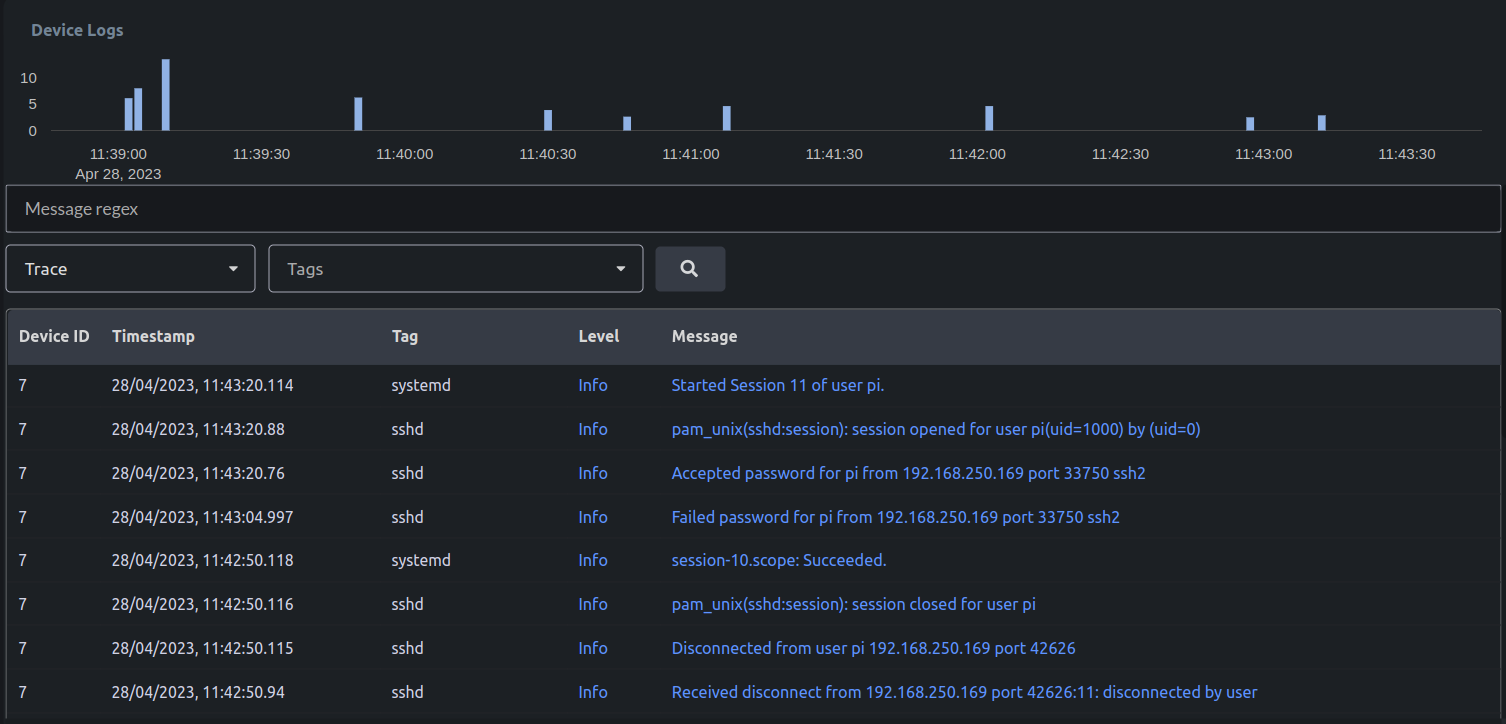 Device Logs
10
5
0
11:39:00 11:39:30 11:40:00 11:40:30 11:41:00 11:41:30 11:42:00 11:42:30 11:43:00 11:43:30
Apr 28, 2023
Message regex
Trace Tags
Device ID Timestamp Tag Level Message
7 28/04/2023, 11:43:20.114 systemd Info Started Session 11 of user pi.
7 28/04/2023, 11:43:20.88 sshd Info pam_unix(sshd:session): session opened for user pi(uid=1000) by (uid=0)
7 28/04/2023, 11:43:20.76 sshd Info Accepted password for pi from 192.168.250.169 port 33750 ssh2
7 28/04/2023, 11:43:04.997 sshd Info Failed password for pi from 192.168.250.169 port 33750 ssh2
7 28/04/2023, 11:42:50.118 systemd Info session-10.scope: Succeeded.
7 28/04/2023, 11:42:50.116 sshd Info pam_unix(sshd:session): session closed for user pi
7 28/04/2023, 11:42:50.115 sshd Info Disconnected from user pi 192.168.250.169 port 42626
7 28/04/2023, 11:42:50.94 sshd Info Received disconnect from 192.168.250.169 port 42626:11: disconnected by user